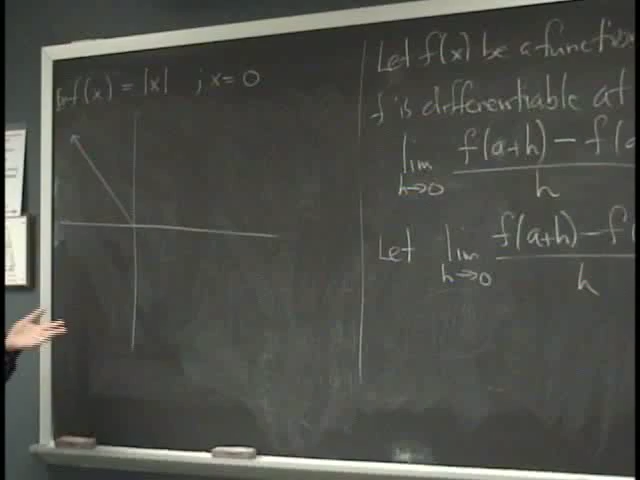 f(x) = |x| ; x = 0
Let f(x) be a function
f is differentiable at
lim h→0 f(a+h) − f( / h
Let lim h→0 f(a+h) − f( / h